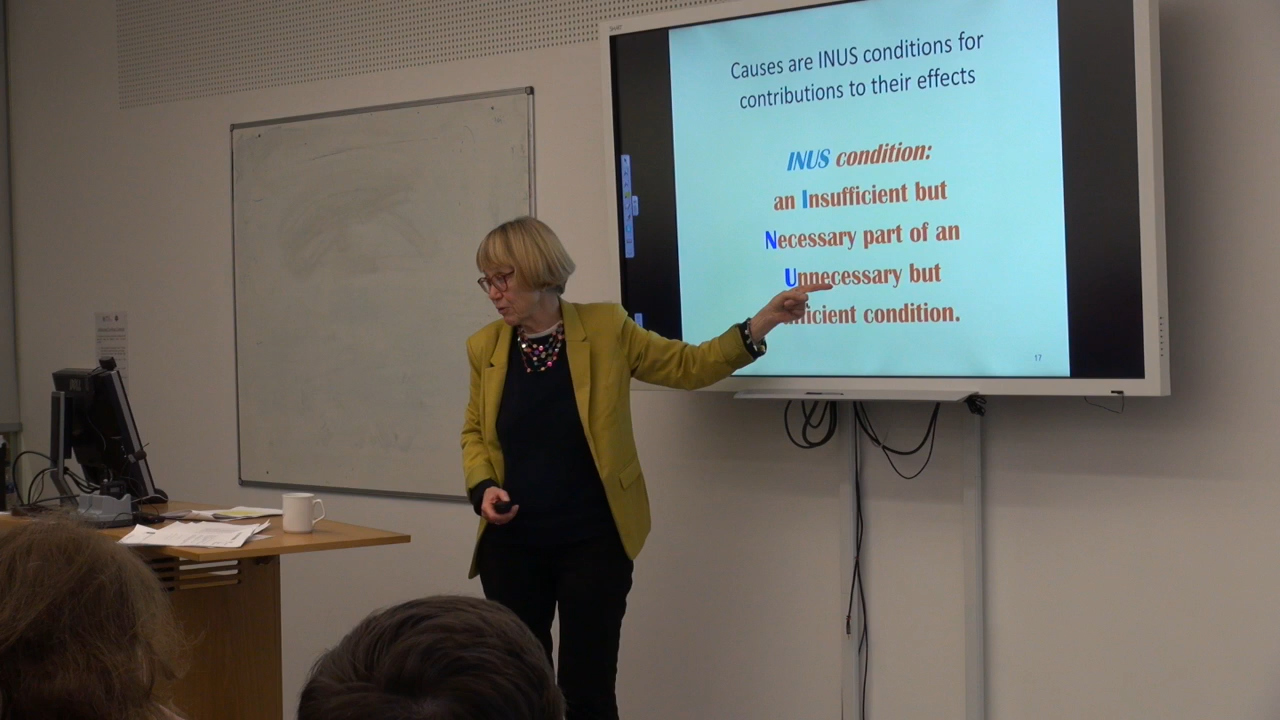 Causes are INUS conditions for
contributions to their effects
INUS condition:
an Insufficient but
Necessary part of an
Unnecessary but
condition.
17